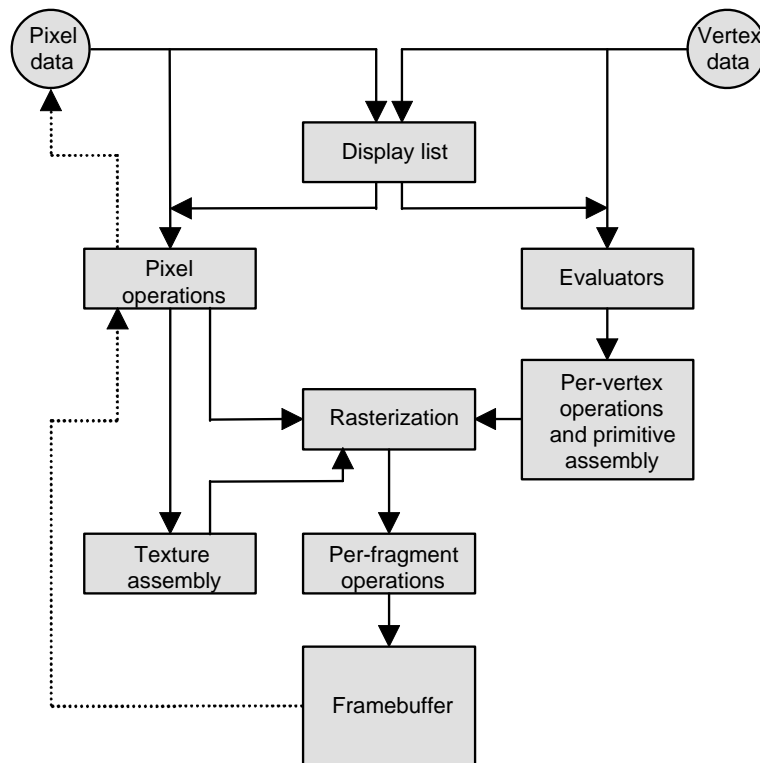 Pixel
data
Vertex
data
Display list
Pixel
operations
Evaluators
Per-vertex
operations
and primitive
assembly
Rasterization
Texture
assembly
Per-fragment
operations
Framebuffer